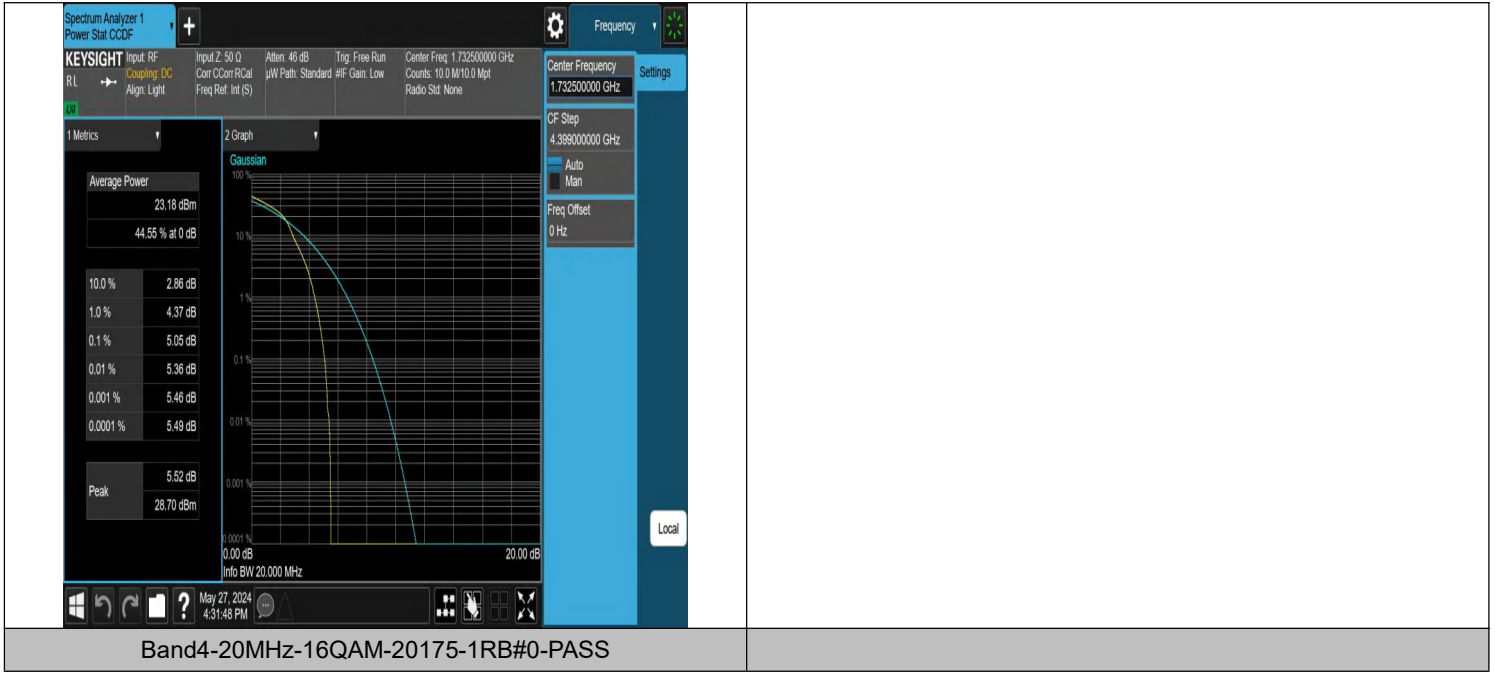 Spectrum Analyzer 1
Power Stat CCDF
+
Frequency
KEYSIGHT
R L
Input: RF
Coupling: DC
Align: Light
Input Z: 50 Ω
Corr CCorr RCal
Freq Ref: Int (S)
Atten: 46 dB
µW Path: Standard
Trig: Free Run
#IF Gain: Low
Center Freq: 1.732500000 GHz
Counts: 10.0 M/10.0 Mpt
Radio Std: None
Center Frequency
1.732500000 GHz
Settings
CF Step
4.399000000 GHz
Auto
Man
Freq Offset
0 Hz
1 Metrics
Average Power
23.18 dBm
44.55 % at 0 dB
10.0 % 2.86 dB
1.0 % 4.37 dB
0.1 % 5.05 dB
0.01 % 5.36 dB
0.001 % 5.46 dB
0.0001 % 5.49 dB
Peak
5.52 dB
28.70 dBm
2 Graph
Gaussian
100 %
10 %
1 %
0.1 %
0.01 %
0.001 %
0.0001 %
0.00 dB 20.00 dB
Info BW 20.000 MHz
Local
?
May 27, 2024
4:31:48 PM
Band4-20MHz-16QAM-20175-1RB#0-PASS